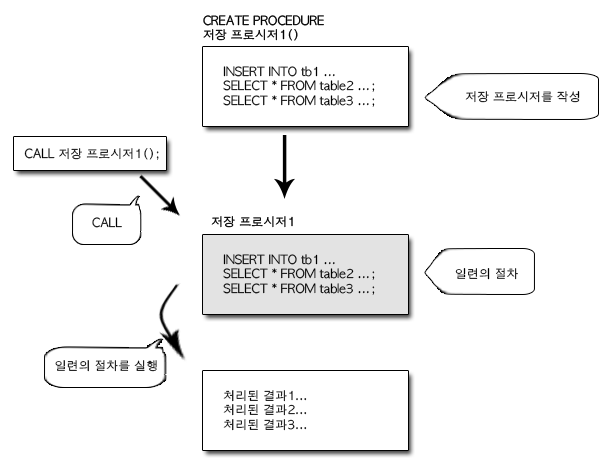 CREATE PROCEDURE
저장 프로시저1()
INSERT INTO tb1 ...
SELECT * FROM table2 ...;
SELECT * FROM table3 ...;
저장 프로시저를 작성
CALL 저장 프로시저1();
CALL
저장 프로시저1
INSERT INTO tb1 ...
SELECT * FROM table2 ...;
SELECT * FROM table3 ...;
일련의 절차
일련의 절차를 실행
처리된 결과1...
처리된 결과2...
처리된 결과3...